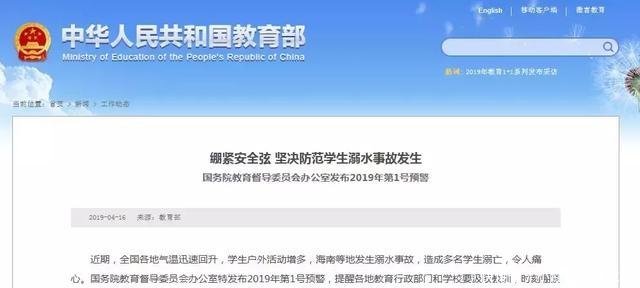 English 移动客户端 微言教育
中华人民共和国教育部
Ministry of Education of the People's Republic of China
热词：2019年教育1+1系列发布采访
当前位置：首页 > 新闻 > 工作动态
绷紧安全弦 坚决防范学生溺水事故发生
国务院教育督导委员会办公室发布2019年第1号预警
2019-04-16 来源：教育部
近期，全国各地气温迅速回升，学生户外活动增多，海南等地发生溺水事故，造成多名学生溺亡，令人痛
心。国务院教育督导委员会办公室特发布2019年第1号预警，提醒各地教育行政部门和学校要汲取教训，时刻绷紧